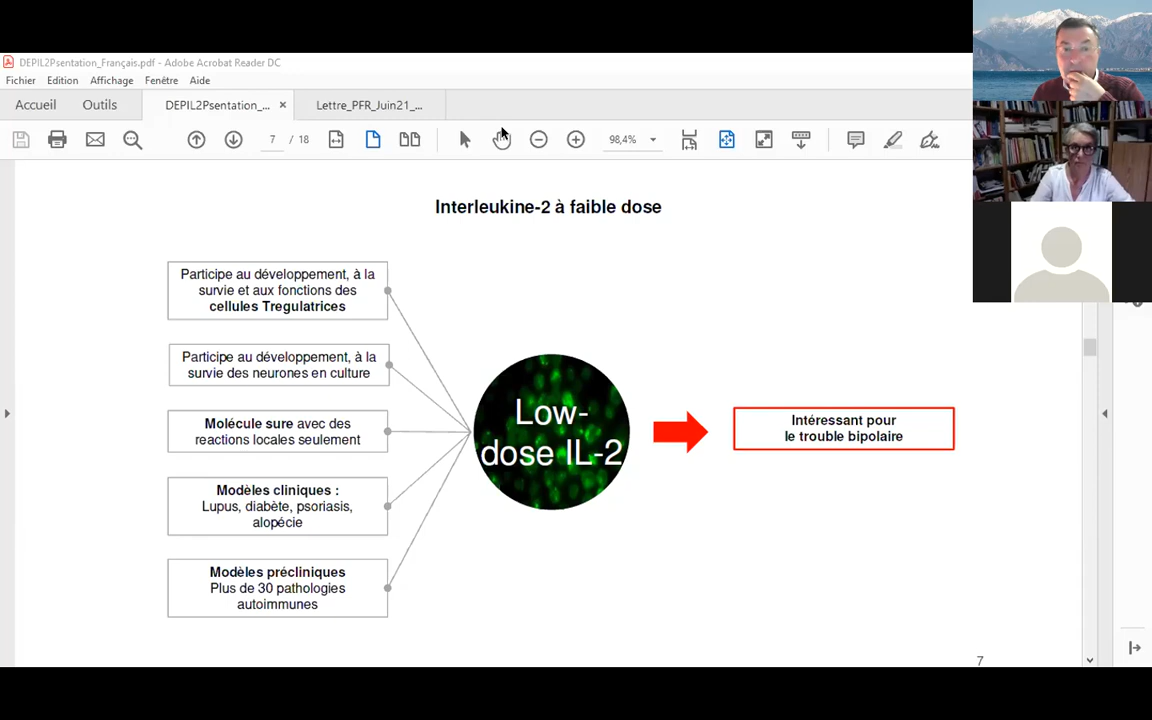 DEPIL2Psentation_Français.pdf - Adobe Acrobat Reader DC
Fichier Edition Affichage Fenêtre Aide
Accueil Outils DEPIL2Psentation_... × Lettre_PFR_Juin21_...
7 / 18 98,4%
Interleukine-2 à faible dose
Participe au développement, à la
survie et aux fonctions des
cellules Tregulatrices
Participe au développement, à la
survie des neurones en culture
Molécule sure avec des
reactions locales seulement
Modèles cliniques :
Lupus, diabète, psoriasis,
alopécie
Modèles précliniques
Plus de 30 pathologies
autoimmunes
Low-
dose IL-2
Intéressant pour
le trouble bipolaire
7